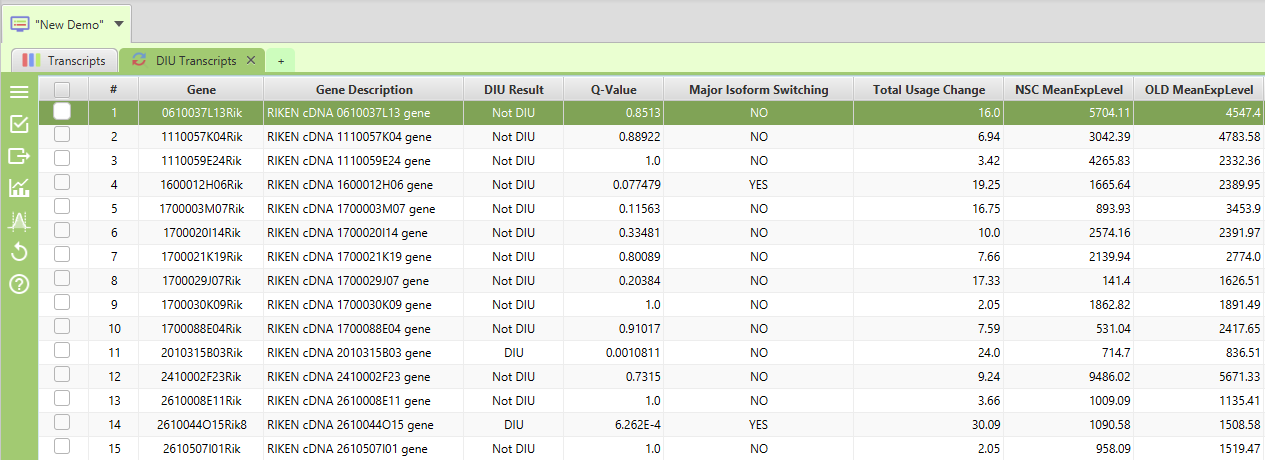 "New Demo"
Transcripts DIU Transcripts × +
# Gene Gene Description DIU Result Q-Value Major Isoform Switching Total Usage Change NSC MeanExpLevel OLD MeanExpLevel
1 0610037L13Rik RIKEN cDNA 0610037L13 gene Not DIU 0.8513 NO 16.0 5704.11 4547.4
2 1110057K04Rik RIKEN cDNA 1110057K04 gene Not DIU 0.88922 NO 6.94 3042.39 4783.58
3 1110059E24Rik RIKEN cDNA 1110059E24 gene Not DIU 1.0 NO 3.42 4265.83 2332.36
4 1600012H06Rik RIKEN cDNA 1600012H06 gene Not DIU 0.077479 YES 19.25 1665.64 2389.95
5 1700003M07Rik RIKEN cDNA 1700003M07 gene Not DIU 0.11563 NO 16.75 893.93 3453.9
6 1700020I14Rik RIKEN cDNA 1700020I14 gene Not DIU 0.33481 NO 10.0 2574.16 2391.97
7 1700021K19Rik RIKEN cDNA 1700021K19 gene Not DIU 0.80089 NO 7.66 2139.94 2774.0
8 1700029J07Rik RIKEN cDNA 1700029J07 gene Not DIU 0.20384 NO 17.33 141.4 1626.51
9 1700030K09Rik RIKEN cDNA 1700030K09 gene Not DIU 1.0 NO 2.05 1862.82 1891.49
10 1700088E04Rik RIKEN cDNA 1700088E04 gene Not DIU 0.91017 NO 7.59 531.04 2417.65
11 2010315B03Rik RIKEN cDNA 2010315B03 gene DIU 0.0010811 NO 24.0 714.7 836.51
12 2410002F23Rik RIKEN cDNA 2410002F23 gene Not DIU 0.7315 NO 9.24 9486.02 5671.33
13 2610008E11Rik RIKEN cDNA 2610008E11 gene Not DIU 1.0 NO 3.66 1009.09 1135.41
14 2610044O15Rik8 RIKEN cDNA 2610044O15 gene DIU 6.262E-4 YES 30.09 1090.58 1508.58
15 2610507I01Rik RIKEN cDNA 2610507I01 gene Not DIU 1.0 NO 2.05 958.09 1519.47